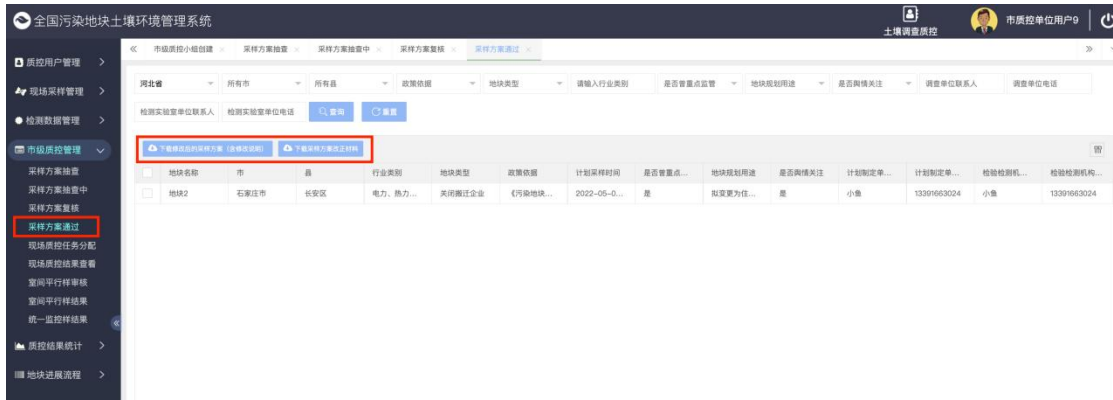 全国污染地块土壤环境管理系统
土壤调查质控
市质控单位用户9
市级质控小组创建 采样方案抽查 采样方案抽查中 采样方案复核 采样方案通过
质控用户管理
现场采样管理
检测数据管理
市级质控管理
采样方案抽查
采样方案抽查中
采样方案复核
采样方案通过
现场质控任务分配
现场质控结果查看
室间平行样审核
室间平行样结果
统一监控样结果
质控结果统计
地块进展流程
河北省 所有市 所有县 政策依据 地块类型 请输入行业类别 是否曾重点监管 地块规划用途 是否舆情关注 调查单位联系人 调查单位电话
检测实验室单位联系人 检测实验室单位电话 查询 重置
下载修改后的采样方案（含修改说明） 下载采样方案改正材料
地块名称 市 县 行业类别 地块类型 政策依据 计划采样时间 是否曾重点... 地块规划用途 是否舆情关注 计划制定单... 计划制定单... 检验检测机... 检验检测机构...
地块2 石家庄市 长安区 电力、热力... 关闭搬迁企业 《污染地块... 2022-05-0... 是 拟变更为住... 是 小鱼 13391663024 小鱼 13391663024